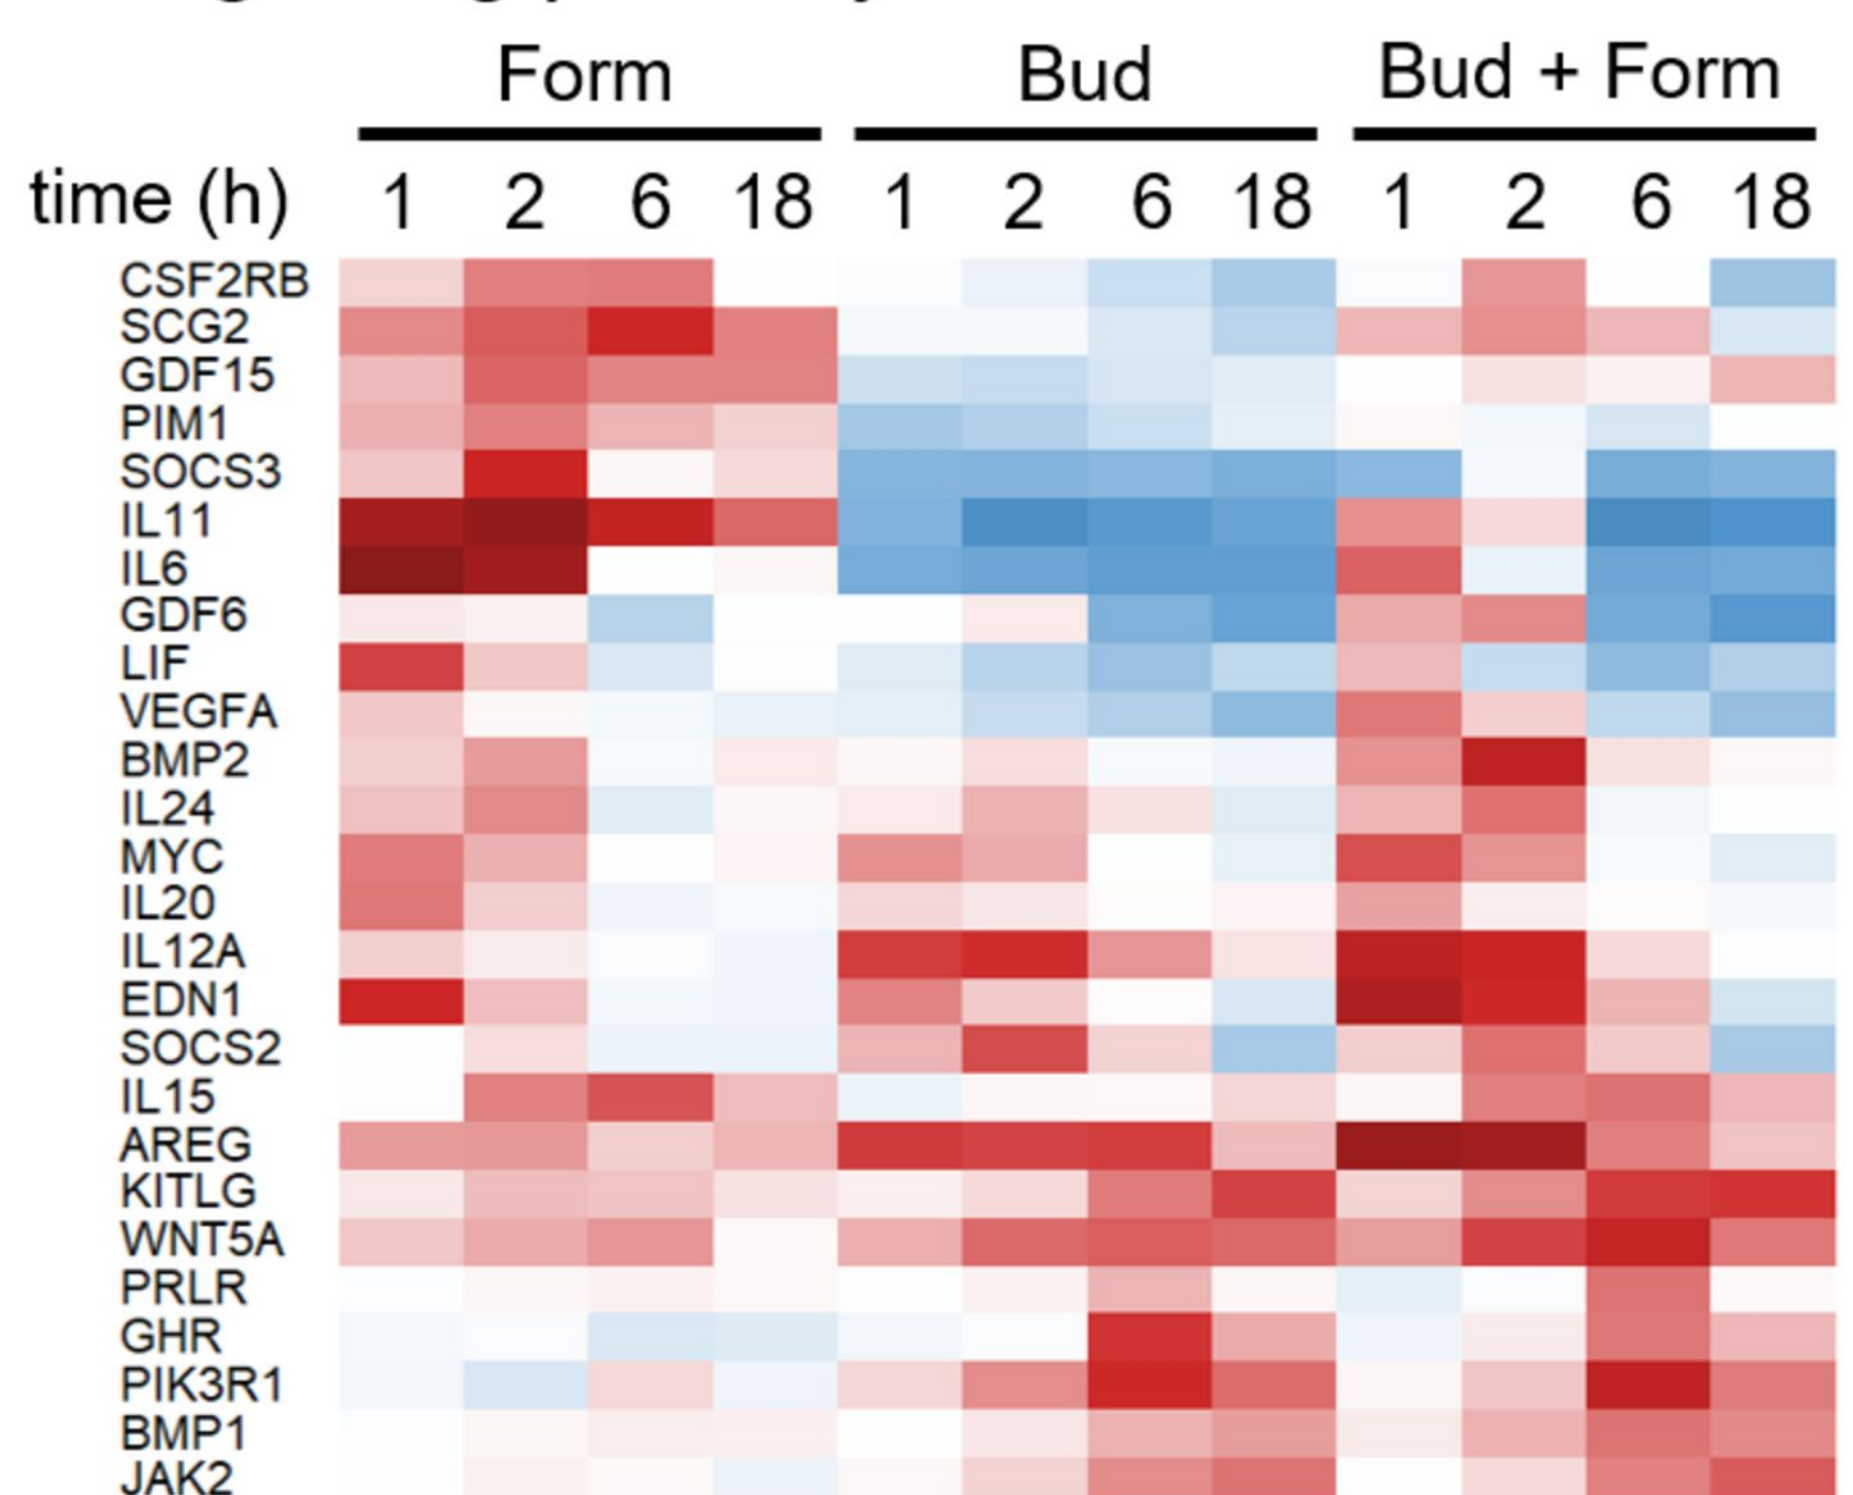 Form Bud Bud + Form
time (h) 1 2 6 18 1 2 6 18 1 2 6 18
CSF2RB
SCG2
GDF15
PIM1
SOCS3
IL11
IL6
GDF6
LIF
VEGFA
BMP2
IL24
MYC
IL20
IL12A
EDN1
SOCS2
IL15
AREG
KITLG
WNT5A
PRLR
GHR
PIK3R1
BMP1
JAK2